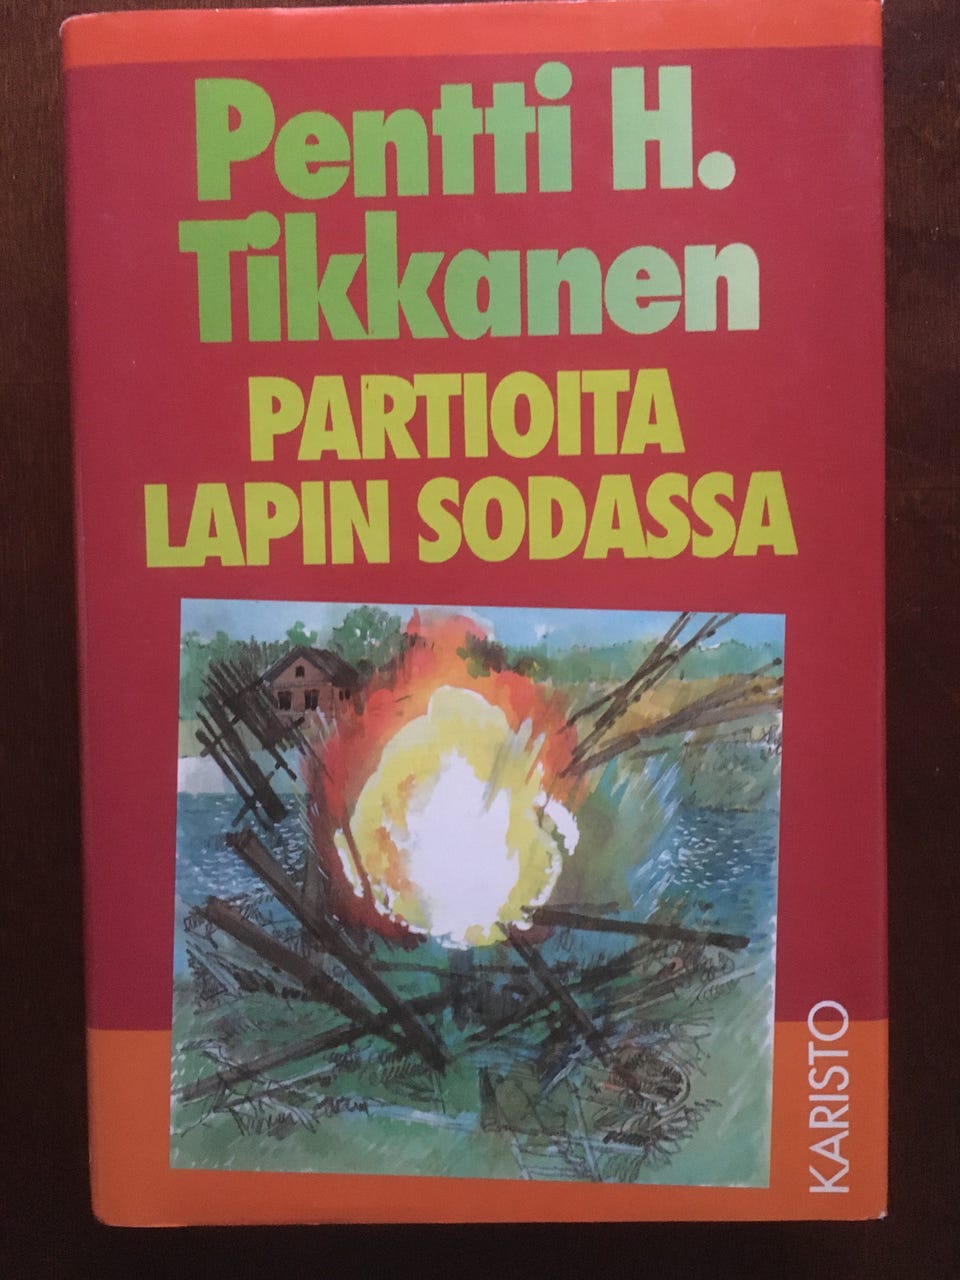 Pentti H.
Tikkanen
PARTIOITA
LAPIN SODASSA
KARISTO